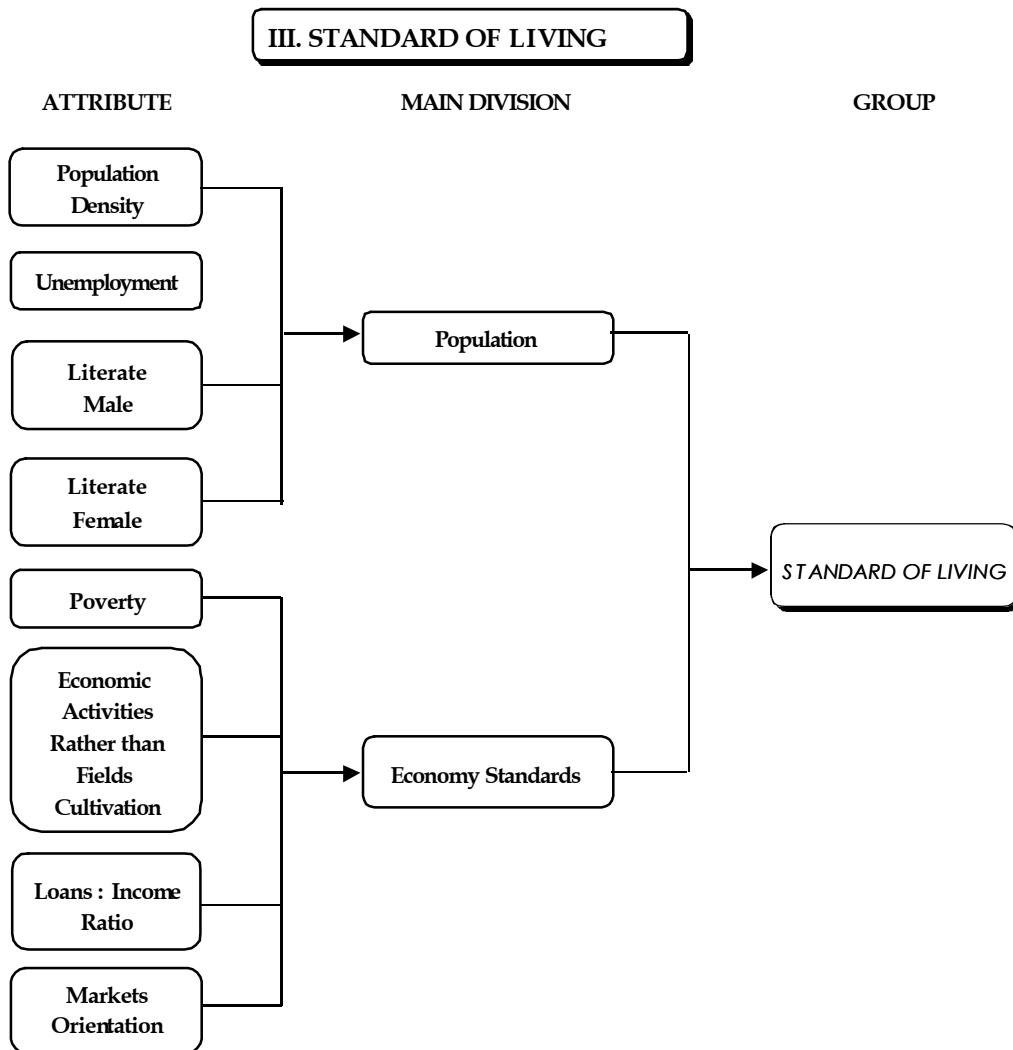 III. STANDARD OF LIVING
ATTRIBUTE MAIN DIVISION GROUP
Population
Density
Unemployment
Literate
Male
Literate
Female
Poverty
Economic
Activities
Rather than
Fields
Cultivation
Loans : Income
Ratio
Markets
Orientation
Population
Economy Standards
STANDARD OF LIVING